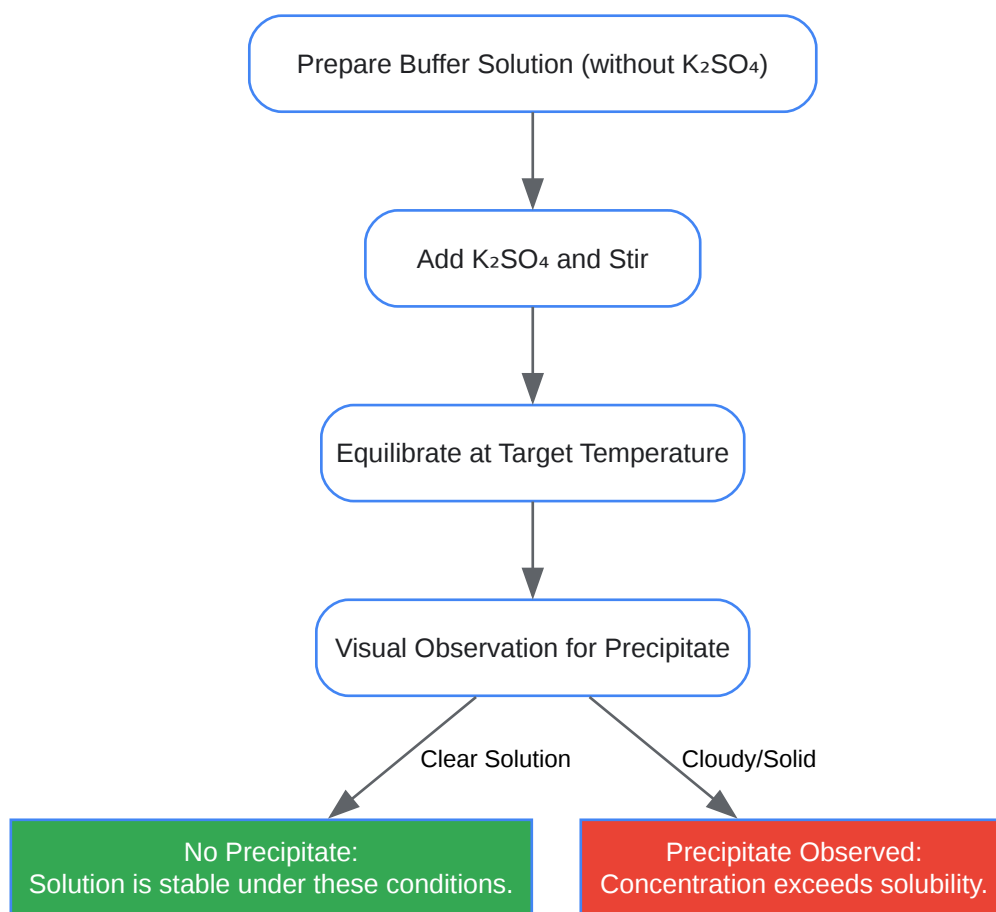 Prepare Buffer Solution (without K₂SO₄)
Add K₂SO₄ and Stir
Equilibrate at Target Temperature
Visual Observation for Precipitate
Clear Solution
Cloudy/Solid
No Precipitate:
Solution is stable under these conditions.
Precipitate Observed:
Concentration exceeds solubility.